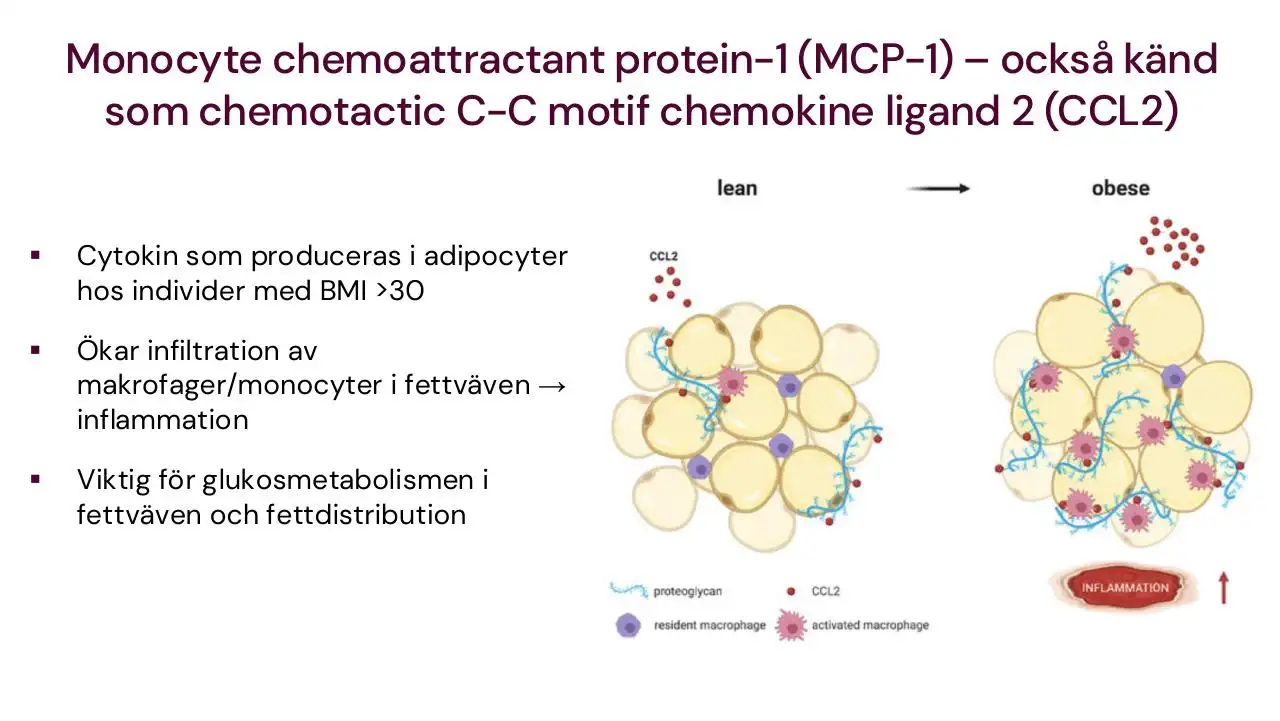 Monocyte chemoattractant protein-1 (MCP-1) – också känd
som chemotactic C-C motif chemokine ligand 2 (CCL2)
▪ Cytokin som produceras i adipocyter
hos individer med BMI >30
▪ Ökar infiltration av
makrofager/monocyter i fettväven →
inflammation
▪ Viktig för glukosmetabolismen i
fettväven och fettdistribution
lean
obese
CCL2
proteoglycan
CCL2
resident macrophage
activated macrophage
INFLAMMATION